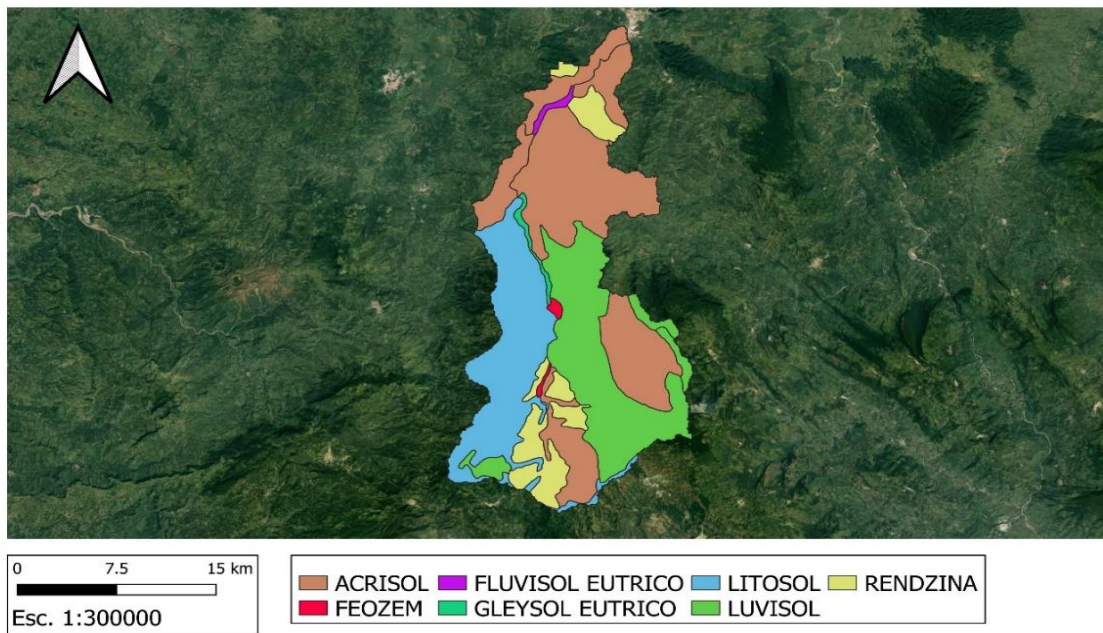 0 7.5 15 km
Esc. 1:300000
ACRISOL FLUVISOL EUTRICO LITOSOL RENDZINA
FEOZEM GLEYSOL EUTRICO LUVISOL